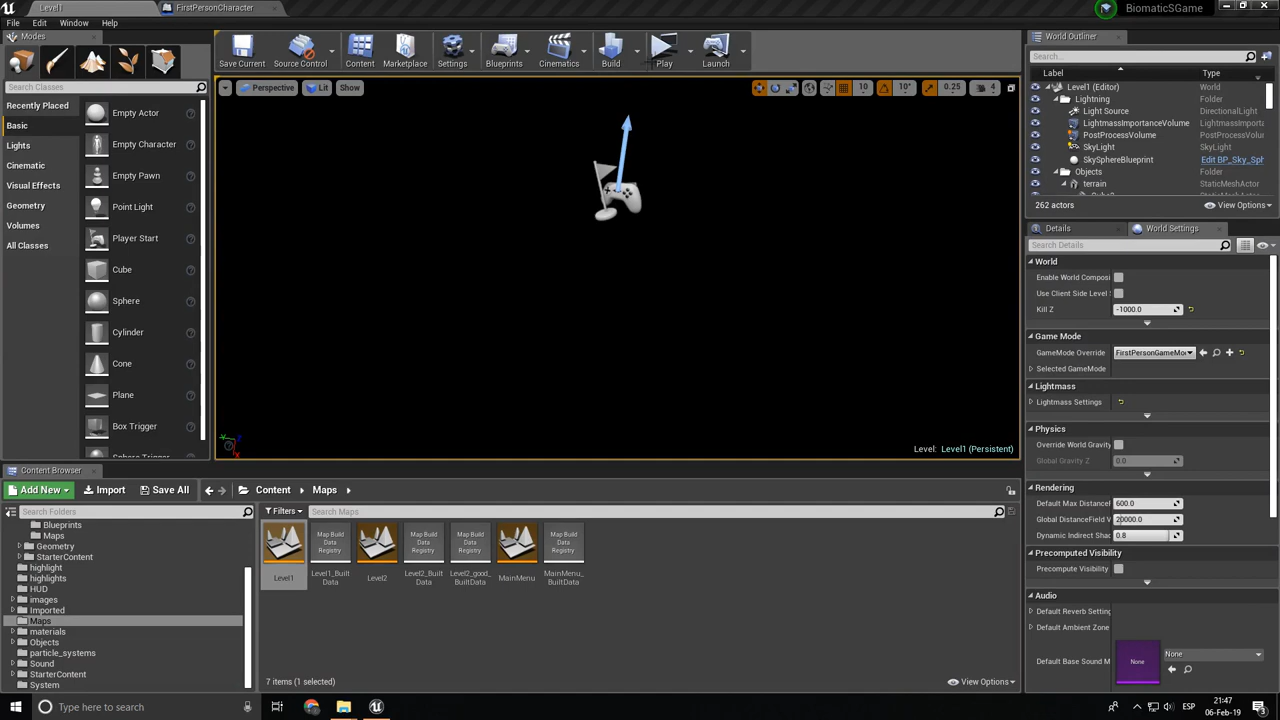 Level1
FirstPersonCharacter
BiomaticSGame
File Edit Window Help
Modes
Search Classes
Recently Placed
Basic
Lights
Cinematic
Visual Effects
Geometry
Volumes
All Classes
Empty Actor
Empty Character
Empty Pawn
Point Light
Player Start
Cube
Sphere
Cylinder
Cone
Plane
Box Trigger
Sphere Trigger
Save Current
Source Control
Content
Marketplace
Settings
Blueprints
Cinematics
Build
Play
Launch
Perspective Lit Show
10 10° 0.25 4
Level: Level1 (Persistent)
World Outliner
Search...
Label Type
Level1 (Editor) World
Lightning Folder
Light Source DirectionalLight
LightmassImportanceVolume LightmassImporta
PostProcessVolume PostProcessVolu
SkyLight SkyLight
SkySphereBlueprint Edit BP_Sky_Sph
Objects Folder
terrain StaticMeshActor
262 actors View Options
Details World Settings
Search Details
World
Enable World Composi
Use Client Side Level
Kill Z -1000.0
Game Mode
GameMode Override FirstPersonGameMo
Selected GameMode
Lightmass
Lightmass Settings
Physics
Override World Gravity
Global Gravity Z 0.0
Rendering
Default Max Distance 600.0
Global DistanceField V 20000.0
Dynamic Indirect Sha 0.8
Precomputed Visibility
Precompute Visibility
Audio
Default Reverb Setting
Default Ambient Zone
Default Base Sound M None None
Content Browser
Add New Import Save All Content Maps
Search Folders
Blueprints
Maps
Geometry
StarterContent
highlight
highlights
HUD
images
Imported
Maps
materials
Objects
particle_systems
Sound
StarterContent
System
Filters Search Maps
Map Build Registry
Map Build Registry
Map Build Registry
Map Build Registry
Level1
Level1_Built Data
Level2
Level2_Built Data
Level2_good_ BuiltData
MainMenu
MainMenu_ BuiltData
7 items (1 selected) View Options
Type here to search
ESP
21:47
06-Feb-19